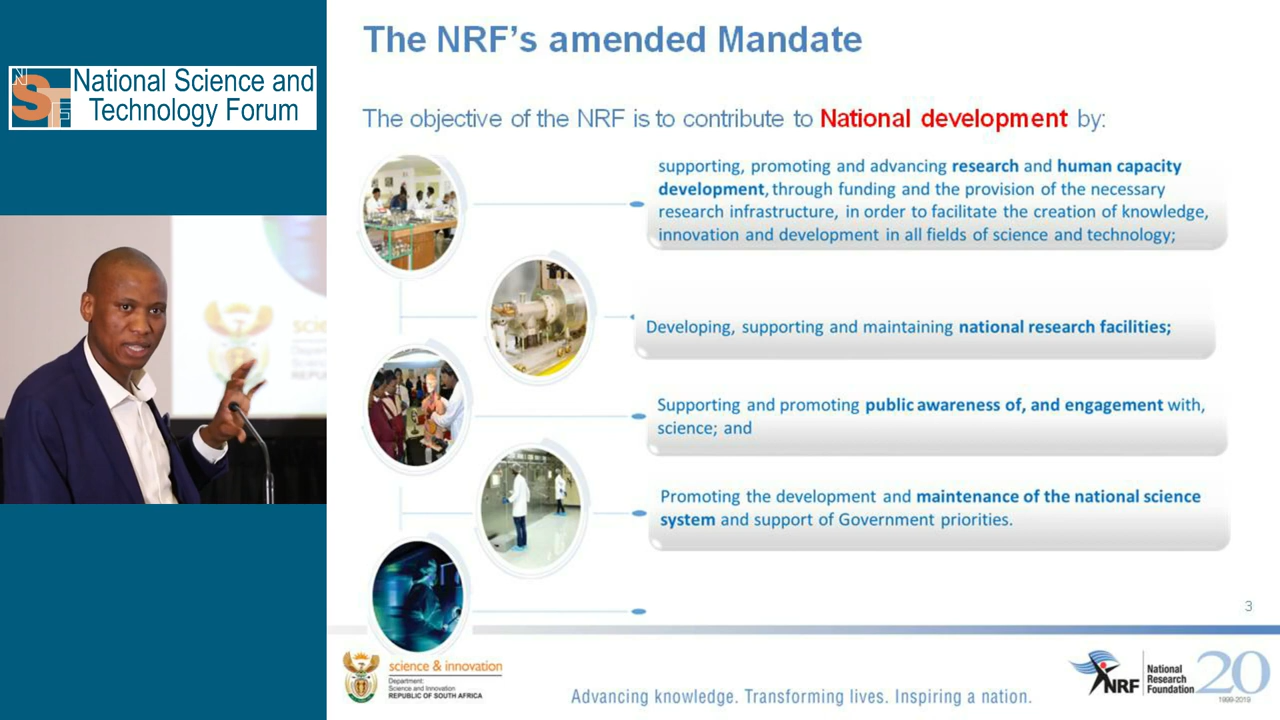 NSTF
National Science and
Technology Forum
The NRF's amended Mandate
The objective of the NRF is to contribute to National development by:
supporting, promoting and advancing research and human capacity
development, through funding and the provision of the necessary
research infrastructure, in order to facilitate the creation of knowledge,
innovation and development in all fields of science and technology;
Developing, supporting and maintaining national research facilities;
Supporting and promoting public awareness of, and engagement with,
science; and
Promoting the development and maintenance of the national science
system and support of Government priorities.
3
science & innovation
Department:
Science and Innovation
REPUBLIC OF SOUTH AFRICA
Advancing knowledge. Transforming lives. Inspiring a nation.
NRF
National
Research
Foundation
20
1999-2019